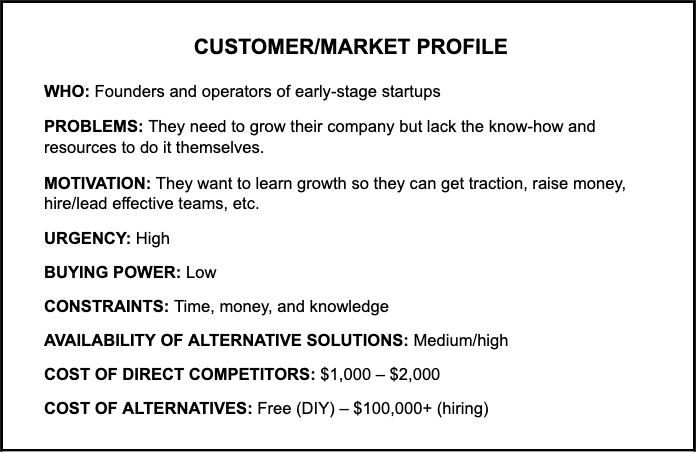 CUSTOMER/MARKET PROFILE
WHO: Founders and operators of early-stage startups
PROBLEMS: They need to grow their company but lack the know-how and
resources to do it themselves.
MOTIVATION: They want to learn growth so they can get traction, raise money,
hire/lead effective teams, etc.
URGENCY: High
BUYING POWER: Low
CONSTRAINTS: Time, money, and knowledge
AVAILABILITY OF ALTERNATIVE SOLUTIONS: Medium/high
COST OF DIRECT COMPETITORS: $1,000 – $2,000
COST OF ALTERNATIVES: Free (DIY) – $100,000+ (hiring)